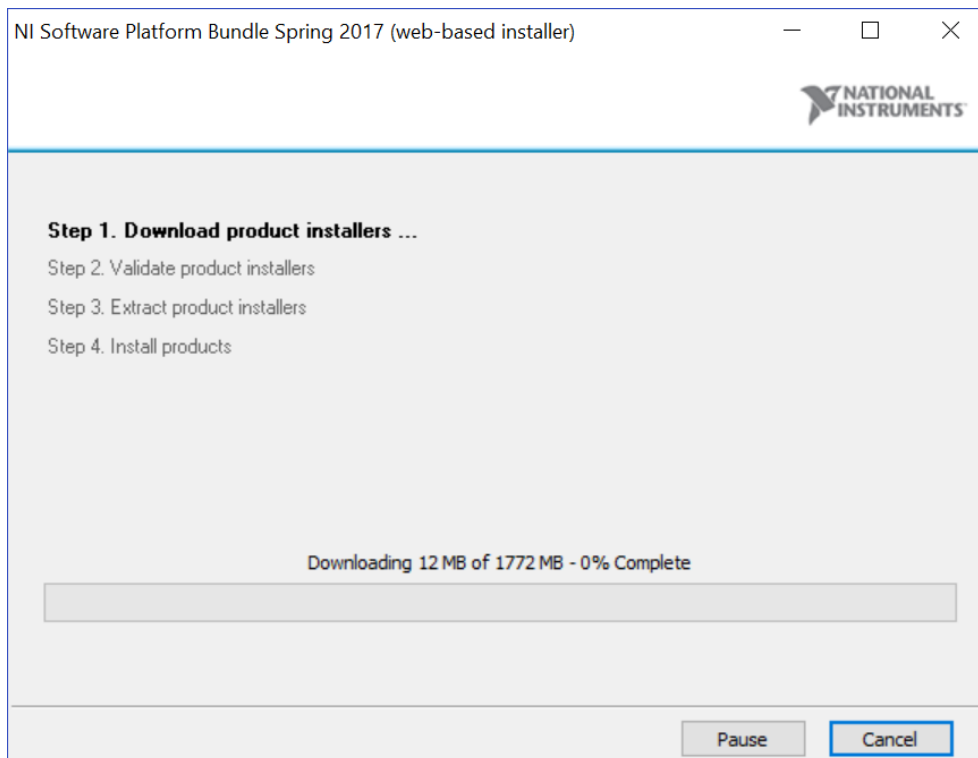 NI Software Platform Bundle Spring 2017 (web-based installer)
NATIONAL
INSTRUMENTS
Step 1. Download product installers ...
Step 2. Validate product installers
Step 3. Extract product installers
Step 4. Install products
Downloading 12 MB of 1772 MB - 0% Complete
Pause Cancel